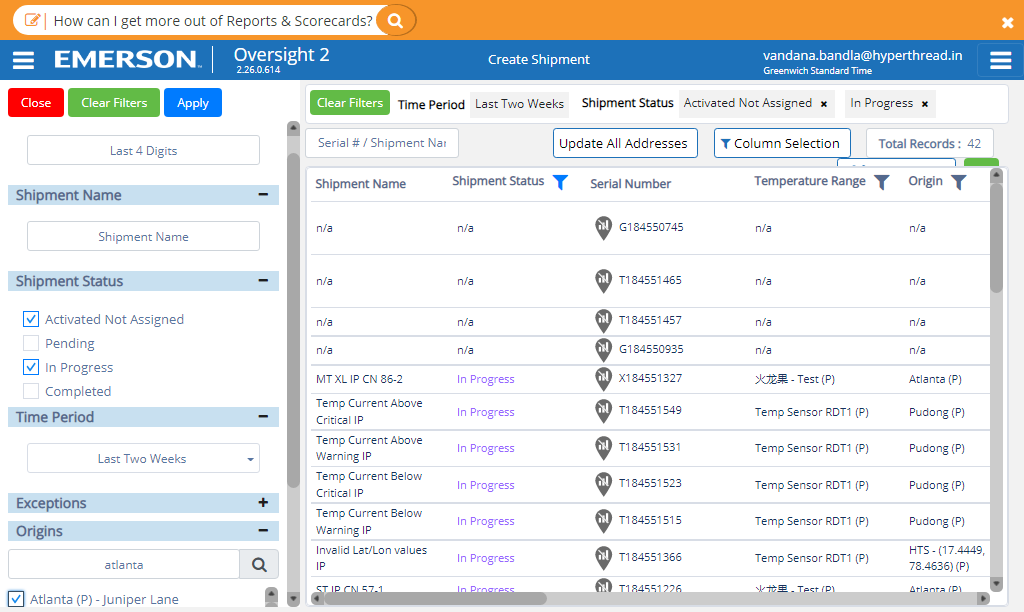 How can I get more out of Reports & Scorecards?
EMERSON
Oversight 2
2.26.0.614
Create Shipment
vandana.bandla@hyperthread.in
Greenwich Standard Time
Close
Clear Filters
Apply
Last 4 Digits
Shipment Name
Shipment Name
Shipment Status
Activated Not Assigned
Pending
In Progress
Completed
Time Period
Last Two Weeks
Exceptions
Origins
atlanta
Atlanta (P) - Juniper Lane
Clear Filters Time Period Last Two Weeks Shipment Status Activated Not Assigned × In Progress ×
Serial # / Shipment Nar
Update All Addresses
Column Selection
Total Records : 42
Shipment Name Shipment Status Serial Number Temperature Range Origin
n/a n/a G184550745 n/a n/a
n/a n/a T184551465 n/a n/a
n/a n/a T184551457 n/a n/a
n/a n/a G184550935 n/a n/a
MT XL IP CN 86-2 In Progress X184551327 火龙果 - Test (P) Atlanta (P)
Temp Current Above
Critical IP In Progress T184551549 Temp Sensor RDT1 (P) Pudong (P)
Temp Current Above
Warning IP In Progress T184551531 Temp Sensor RDT1 (P) Pudong (P)
Temp Current Below
Critical IP In Progress T184551523 Temp Sensor RDT1 (P) Pudong (P)
Temp Current Below
Warning IP In Progress T184551515 Temp Sensor RDT1 (P) Pudong (P)
Invalid Lat/Lon values
IP In Progress T184551366 Temp Sensor RDT1 (P) HTS - (17.4449,
78.4636) (P)
ST IP CN 57-1 In Progress T184551226 火龙果 - Test (P) Atlanta (P)